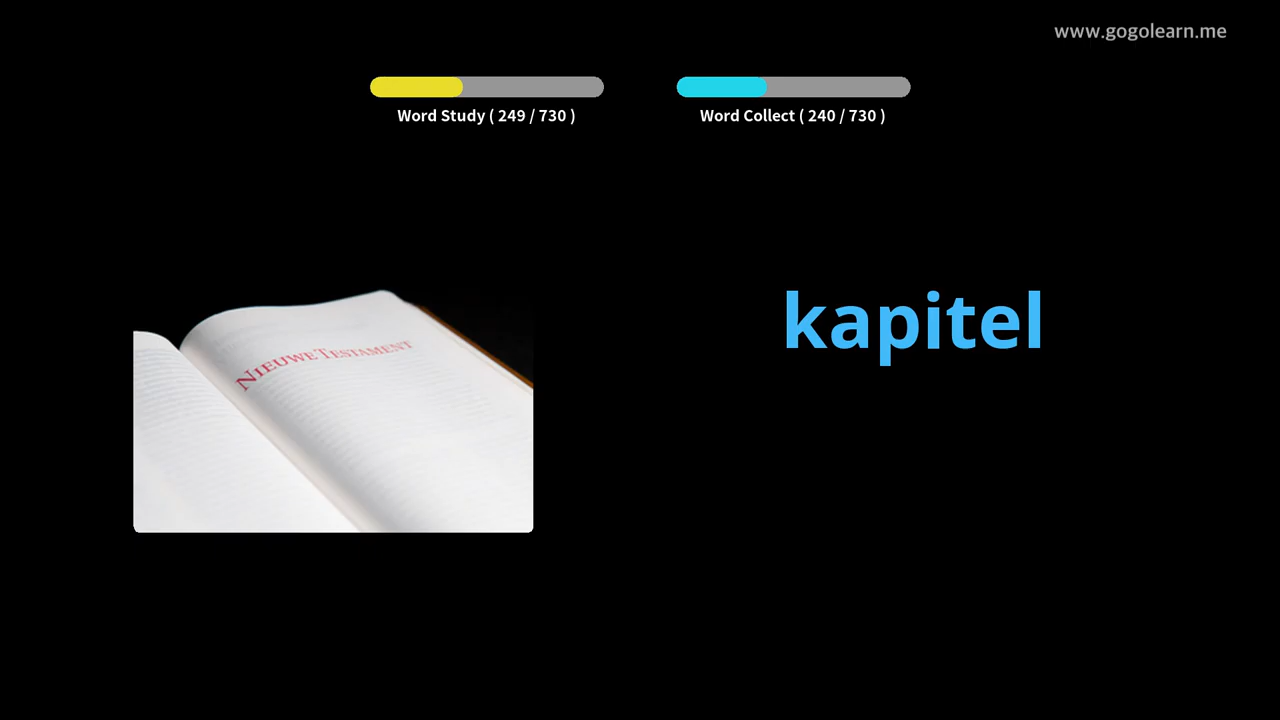 www.gogolearn.me
Word Study ( 249 / 730 )
Word Collect ( 240 / 730 )
NIEUWE TESTAMENT
kapitel